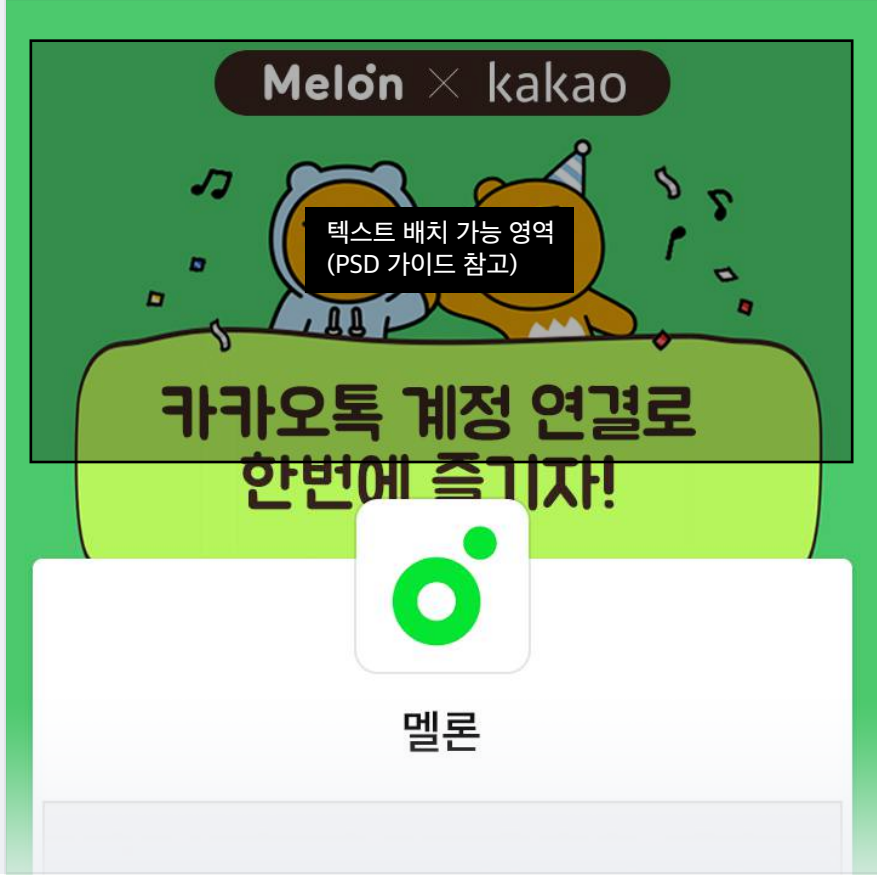 Melon × kakao
텍스트 배치 가능 영역
(PSD 가이드 참고)
카카오톡 계정 연결로
한번에 즐기자!
멜론